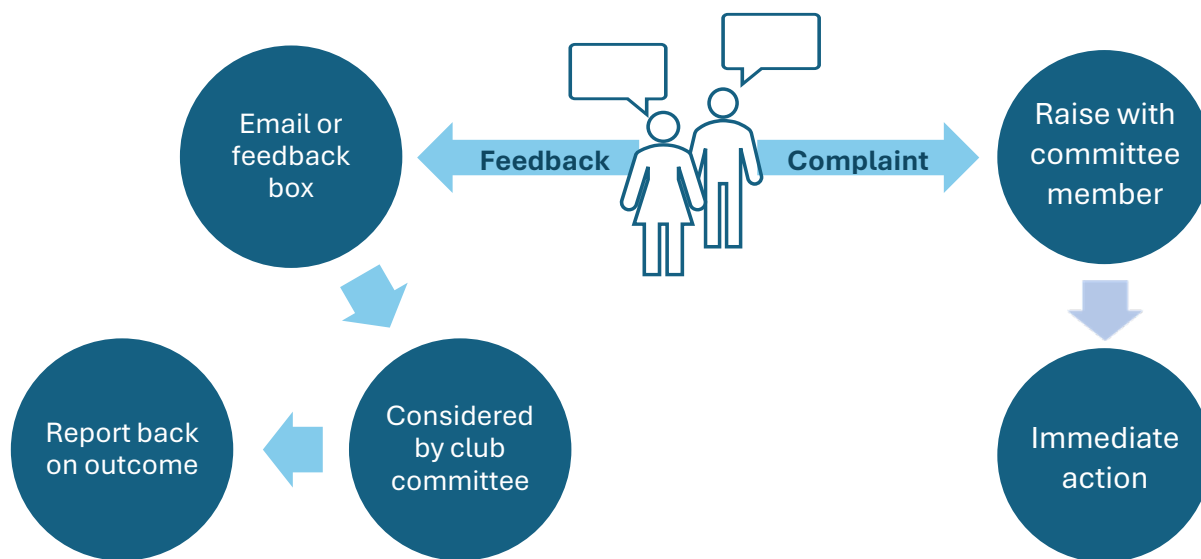 Email or
feedback
box
Feedback
Complaint
Raise with
committee
member
Report back
on outcome
Considered
by club
committee
Immediate
action